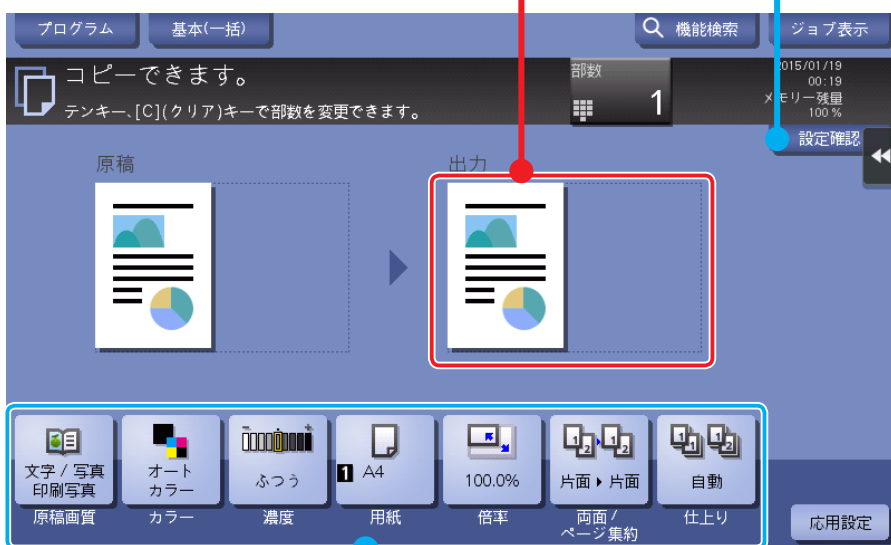 プログラム
基本(一括)
機能検索
ジョブ表示
コピーできます。
テンキー、[C](クリア)キーで部数を変更できます。
部数
1
2015/01/19
00:19
メモリー残量
100 %
設定確認
原稿
出力
文字 / 写真
印刷写真
原稿画質
オート
カラー
カラー
ふつう
濃度
1 A4
用紙
100.0%
倍率
片面 片面
両面 /
ページ集約
自動
仕上り
応用設定